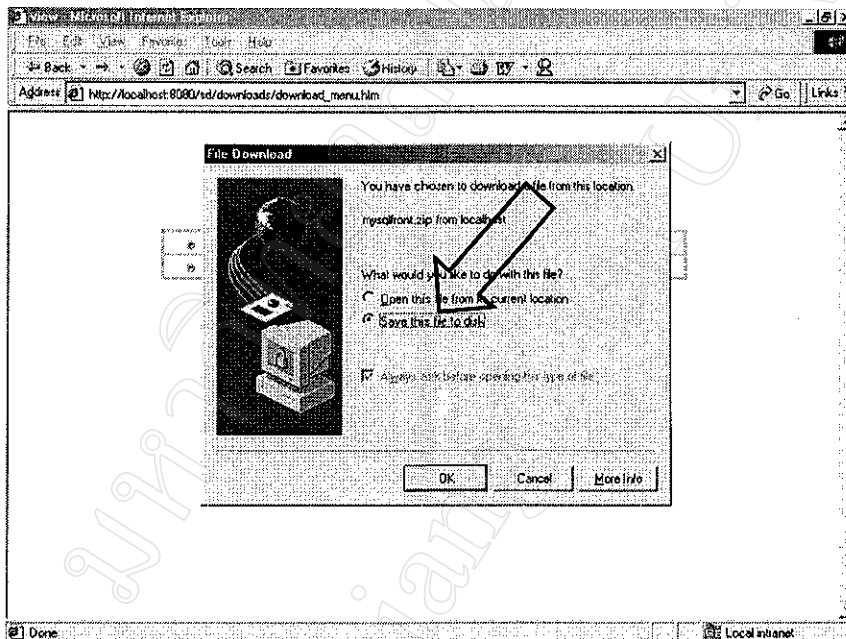 view - Microsoft Internet Explorer
File Edit View Favorites Tools Help
Back Search Favorites History
Address http://localhost:8080/sd/downloads/download_menu.htm Go Links
File Download
You have chosen to download a file from this location.
mysqlfront.zip from localhost
What would you like to do with this file?
Open this file from its current location
Save this file to disk
Always ask before opening this type of file
OK Cancel More Info
Done Local intranet